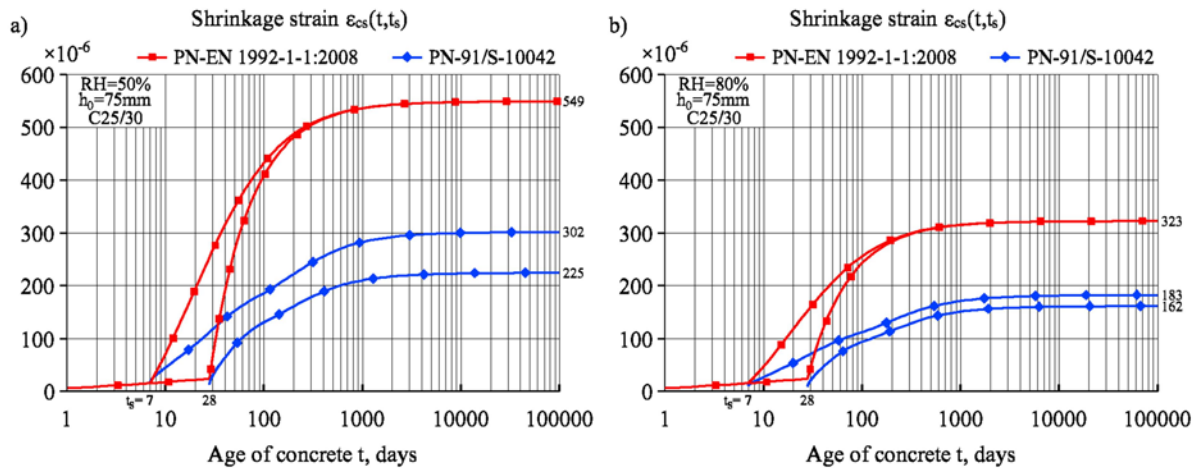 a)
Shrinkage strain εcs(t,ts)
×10⁻⁶
PN-EN 1992-1-1:2008
PN-91/S-10042
600
500
400
300
200
100
0
RH=50%
h₀=75mm
C25/30
549
302
225
ts= 7
28
1
10
100
1000
10000
100000
Age of concrete t, days
b)
Shrinkage strain εcs(t,ts)
×10⁻⁶
PN-EN 1992-1-1:2008
PN-91/S-10042
600
500
400
300
200
100
0
RH=80%
h₀=75mm
C25/30
323
183
162
ts= 7
28
1
10
100
1000
10000
100000
Age of concrete t, days